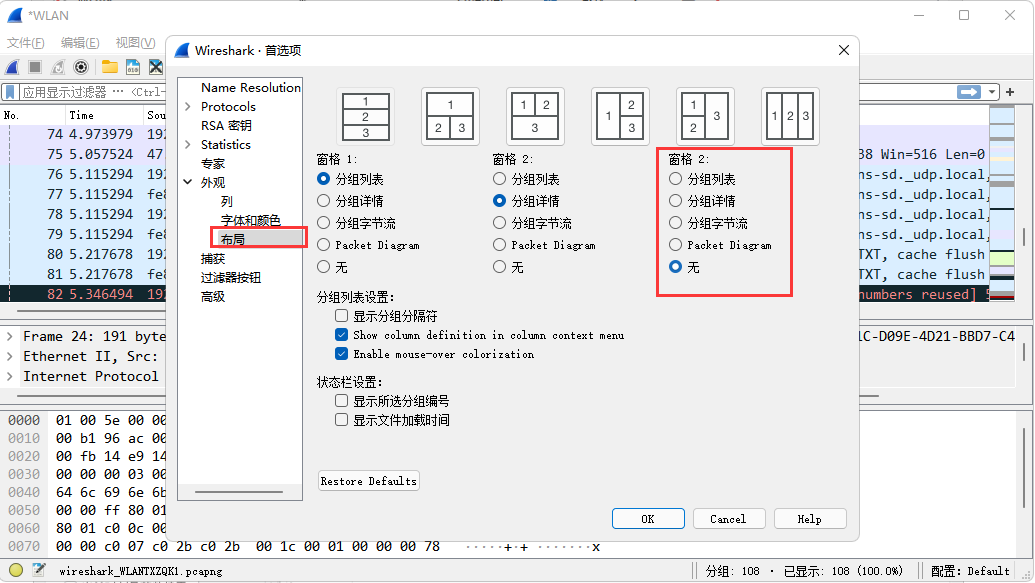 *WLAN
文件(F) 编辑(E) 视图(V)
Wireshark · 首选项
应用显示过滤器 ··· <Ctrl-
No. Time Sou
74 4.973979 192
75 5.057524 47 38 Win=516 Len=0
76 5.115294 192 ns-sd._udp.local,
77 5.115294 fe8 ns-sd._udp.local,
78 5.115294 192 ns-sd._udp.local,
79 5.115294 fe8 ns-sd._udp.local,
80 5.217678 192 TXT, cache flush
81 5.217678 fe8 TXT, cache flush
82 5.346494 192 numbers reused]
Name Resolution
Protocols
RSA 密钥
Statistics
专家
外观
列
字体和颜色
布局
捕获
过滤器按钮
高级
1 2 3
1 2 3
1 2 3
1 2 3
1 2 3
1 2 3
窗格 1: 窗格 2: 窗格 2:
分组列表 分组列表 分组列表
分组详情 分组详情 分组详情
分组字节流 分组字节流 分组字节流
Packet Diagram Packet Diagram Packet Diagram
无 无 无
分组列表设置:
显示分组分隔符
Show column definition in column context menu
Enable mouse-over colorization
状态栏设置:
显示所选分组编号
显示文件加载时间
Restore Defaults
OK Cancel Help
Frame 24: 191 byte 1C-D09E-4D21-BBD7-C4
Ethernet II, Src:
Internet Protocol
0000 01 00 5e 00 00
0010 00 b1 96 ac 00
0020 00 fb 14 e9 14
0030 00 00 00 03 00
0040 64 6c 69 6e 6b
0050 00 00 ff 80 01
0060 80 01 c0 0c 00
0070 00 00 c0 07 c0 2b c0 2b 00 1c 00 01 00 00 00 78 ·····+·+ ·······x
wireshark_WLANTXZQK1.pcapng 分组: 108 · 已显示: 108 (100.0%) 配置: Default